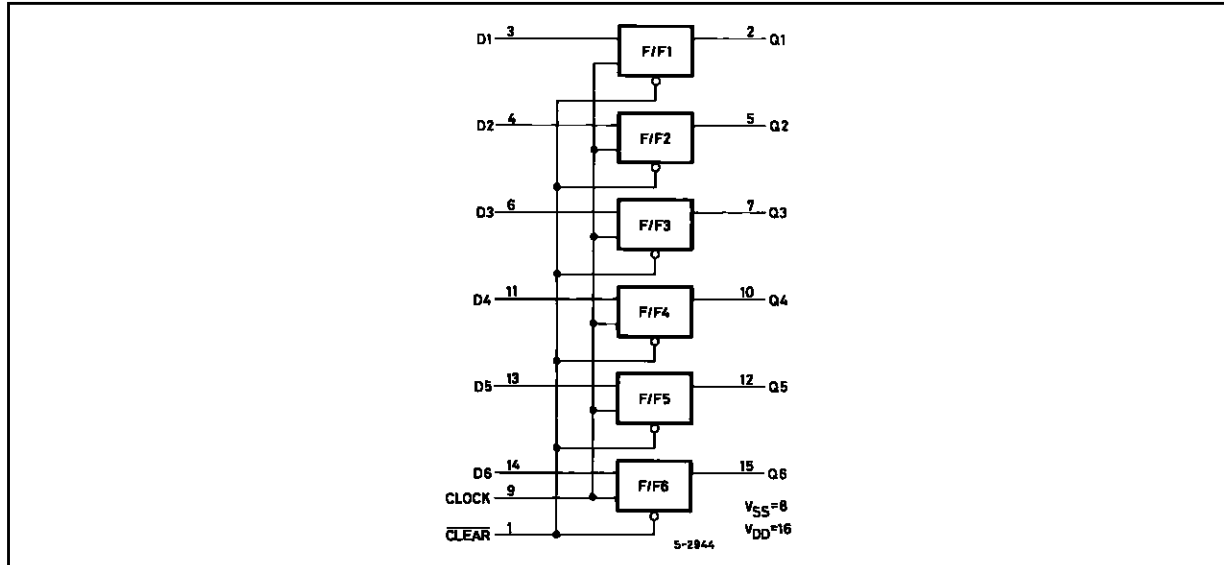 D1 3 F/F1 2 Q1
D2 4 F/F2 5 Q2
D3 6 F/F3 7 Q3
D4 11 F/F4 10 Q4
D5 13 F/F5 12 Q5
D6 14 F/F6 15 Q6
CLOCK 9
VSS=8
CLEAR 1
VDD=16
5-2944